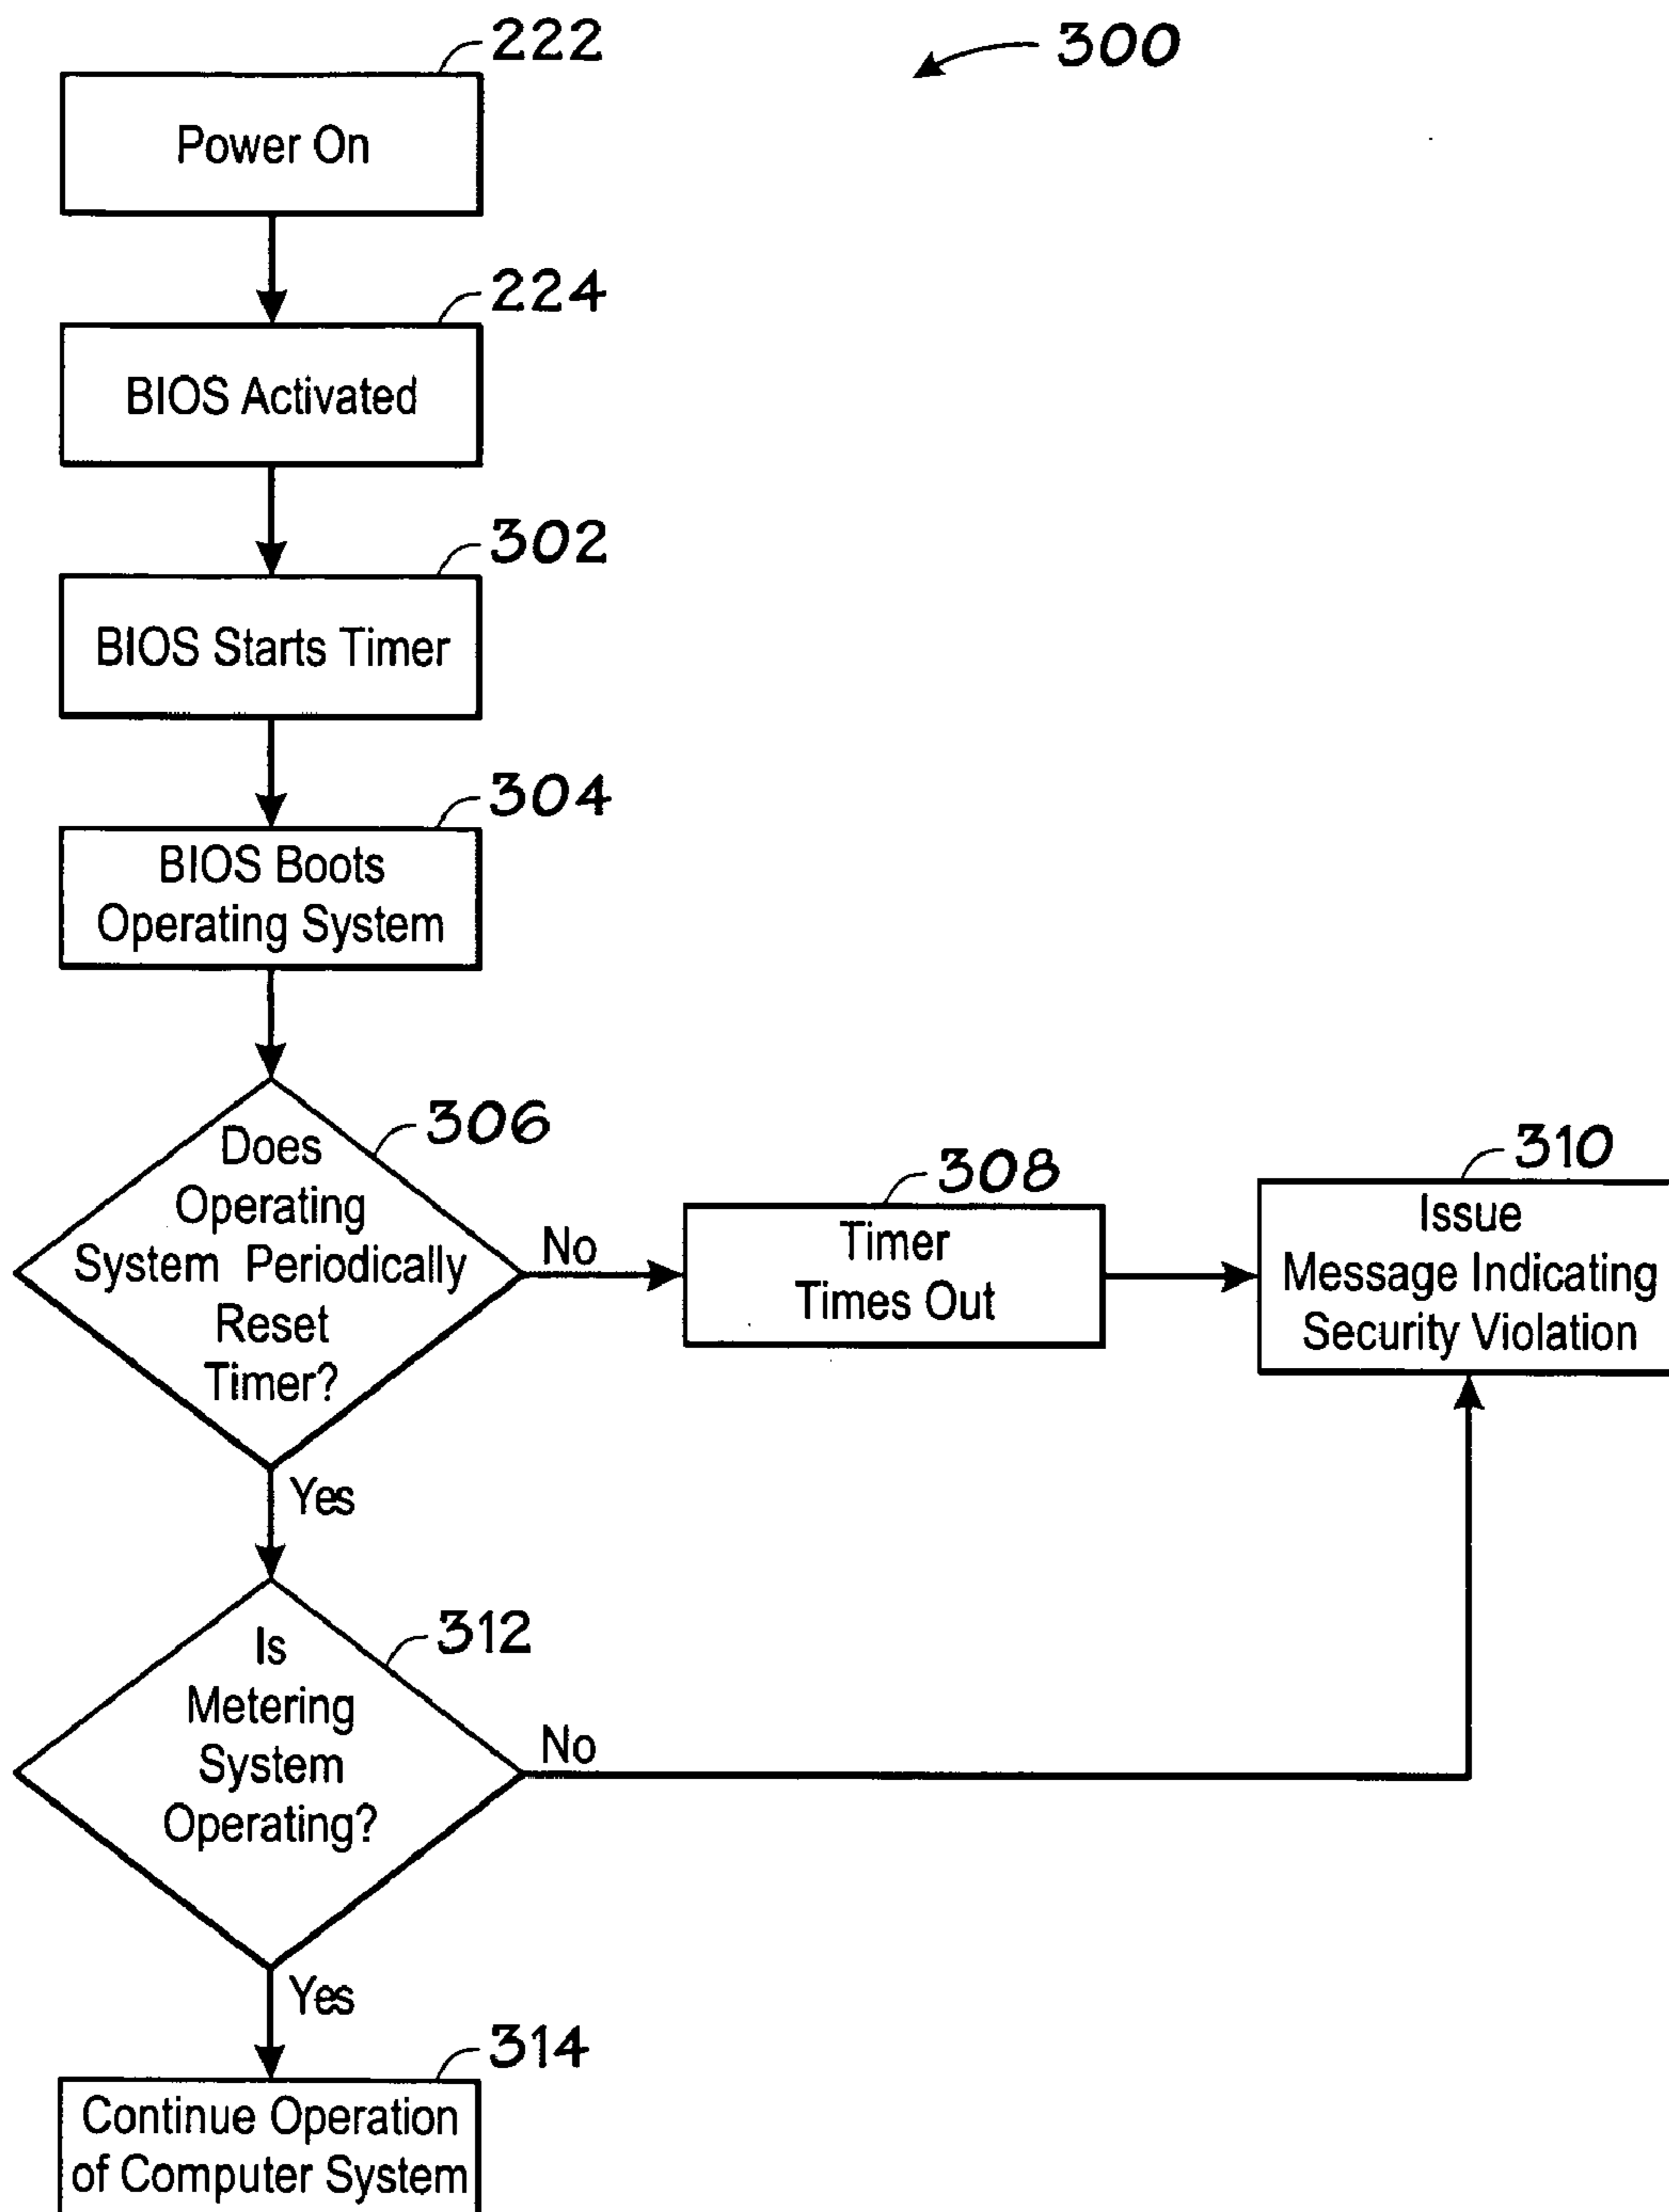 222
300
Power On
224
BIOS Activated
302
BIOS Starts Timer
304
BIOS Boots
Operating System
306
Does
Operating
System Periodically
Reset
Timer?
No
308
Timer
Times Out
310
Issue
Message Indicating
Security Violation
Yes
312
Is
Metering
System
Operating?
No
Yes
314
Continue Operation
of Computer System